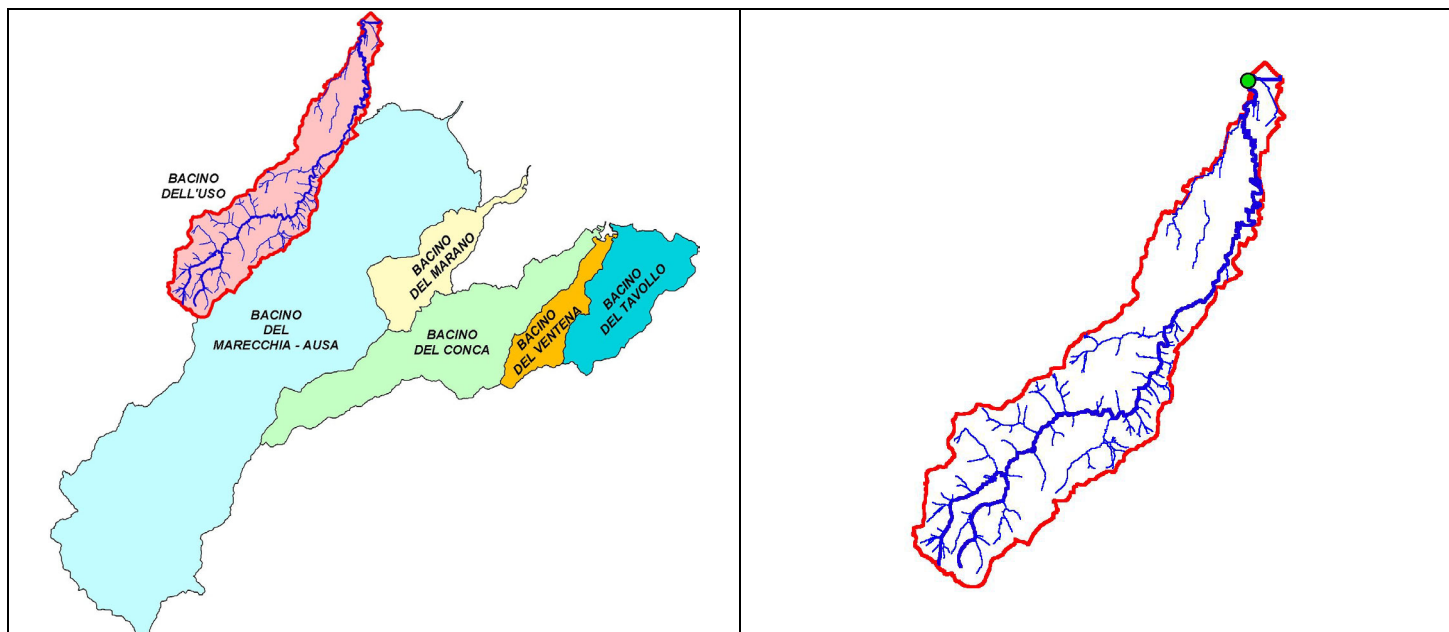 BACINO
DELL'USO
BACINO
DEL MARANO
BACINO
DEL
MARECCHIA - AUSA
BACINO
DEL CONCA
BACINO
DEL VENTENA
BACINO
DEL TAVOLLO